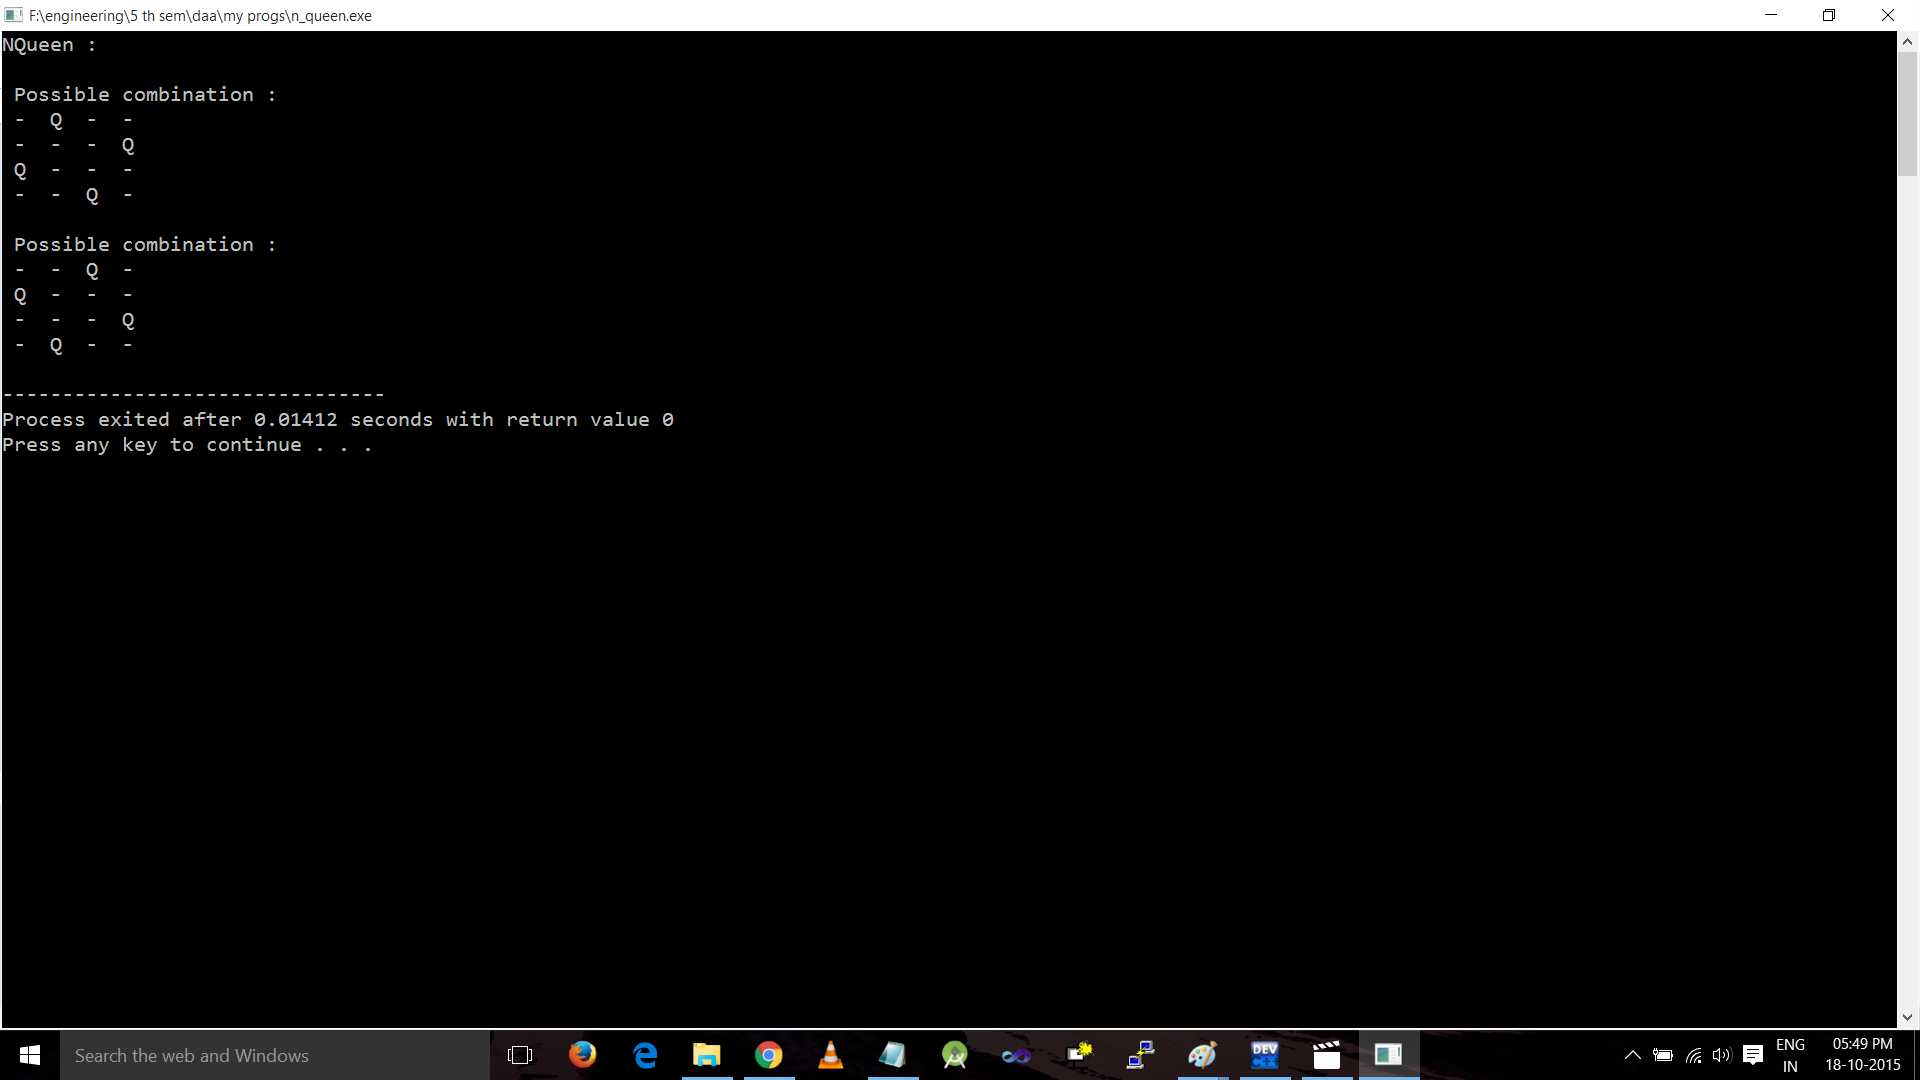 F:\engineering\5 th sem\daa\my progs\n_queen.exe
NQueen :
Possible combination :
- Q - -
- - - Q
Q - - -
- - Q -
Possible combination :
- - Q -
Q - - -
- - - Q
- Q - -
--------------------------------
Process exited after 0.01412 seconds with return value 0
Press any key to continue . . .
Search the web and Windows
DEV
C++
ENG
IN
05:49 PM
18-10-2015